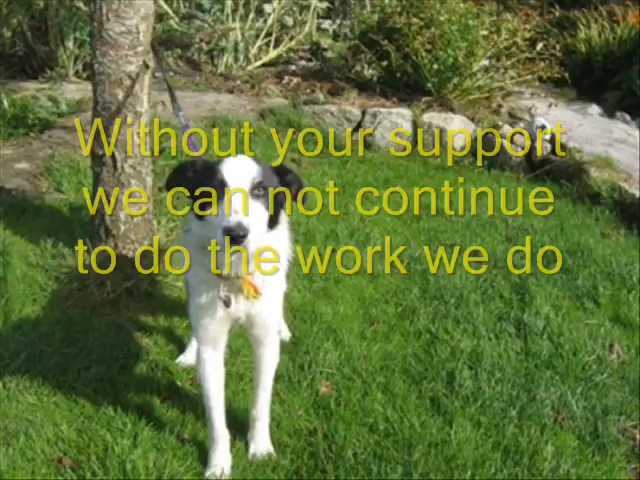 Without your support
we can not continue
to do the work we do